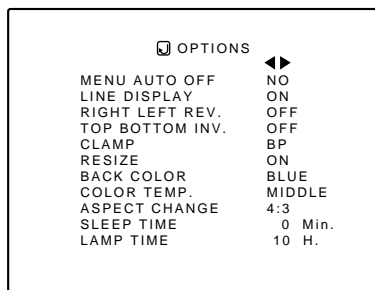 OPTIONS
MENU AUTO OFF NO
LINE DISPLAY ON
RIGHT LEFT REV. OFF
TOP BOTTOM INV. OFF
CLAMP BP
RESIZE ON
BACK COLOR BLUE
COLOR TEMP. MIDDLE
ASPECT CHANGE 4:3
SLEEP TIME 0 Min.
LAMP TIME 10 H.